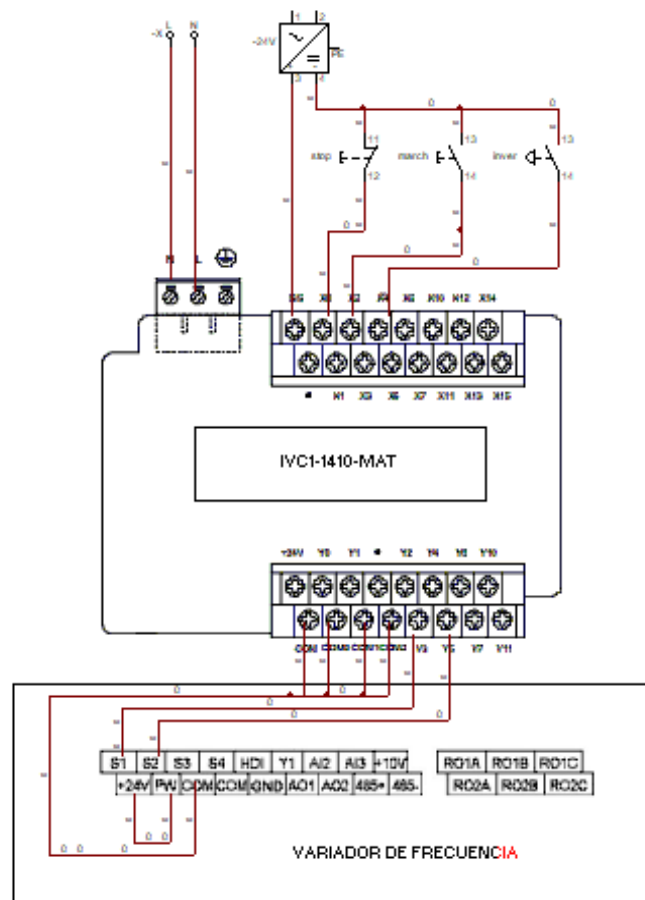 -X L N
1 2
-24V
PE
3 4
0 0
11 13 13
stop march inver
12 14 14
0
0
0
N L
S/S X0 X2 X4 X6 X10 X12 X14
X1 X3 X5 X7 X11 X13 X15
IVC1-1410-MAT
+24V Y0 Y1 Y2 Y4 Y6 Y10
COM COM0 COM1 COM2 Y3 Y5 Y7 Y11
0 0
0 0
S1 S2 S3 S4 HDI Y1 AI2 AI3 +10V RO1A RO1B RO1C
+24V PW COM COM GND AO1 AO2 485+ 485- RO2A RO2B RO2C
0 0
0 0 0
VARIADOR DE FRECUENCIA